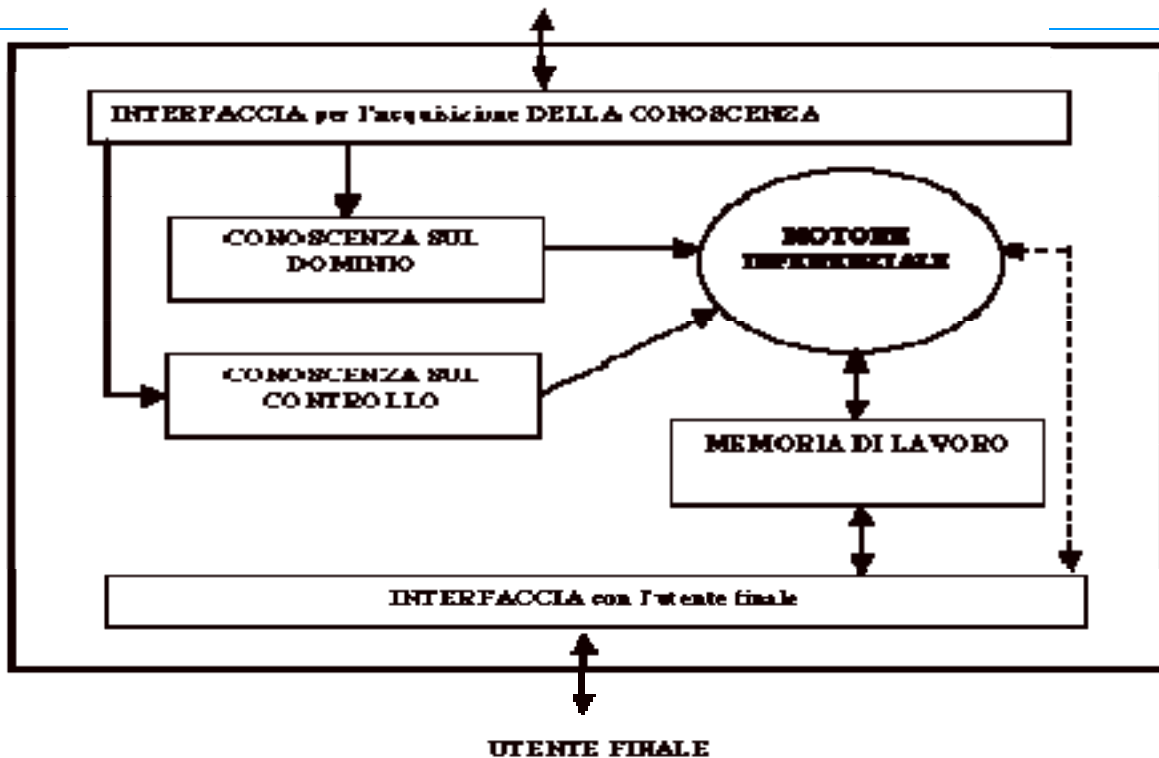 INTERFACCIA per l'acquisizione DELLA CONOSCENZA
CONOSCENZA SUL
DOMINIO
MOTORE
INFERENZIALE
CONOSCENZA SUL
CONTROLLO
MEMORIA DI LAVORO
INTERFACCIA con l'utente finale
UTENTE FINALE